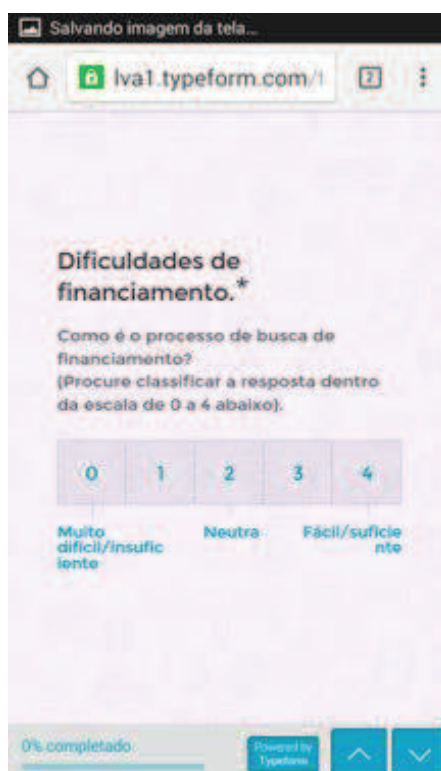 Salvando imagem da tela...
lva1.typeform.com/
2
Dificuldades de
financiamento.*
Como é o processo de busca de
financiamento?
(Procure classificar a resposta dentro
da escala de 0 a 4 abaixo).
0 1 2 3 4
Muito Neutra Fácil/suficie
difícil/insufic nte
iente
0% completado
Powered by
Typeform